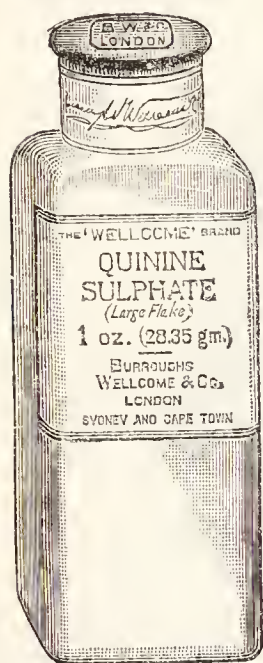 B. W. & Co.
LONDON
THE 'WELLCOME' BRAND
QUININE
SULPHATE
(Large Flake)
1 oz. (28.35 gm.)
BURROUGHS
WELLCOME & Co.
LONDON
SYDNEY AND CAPE TOWN